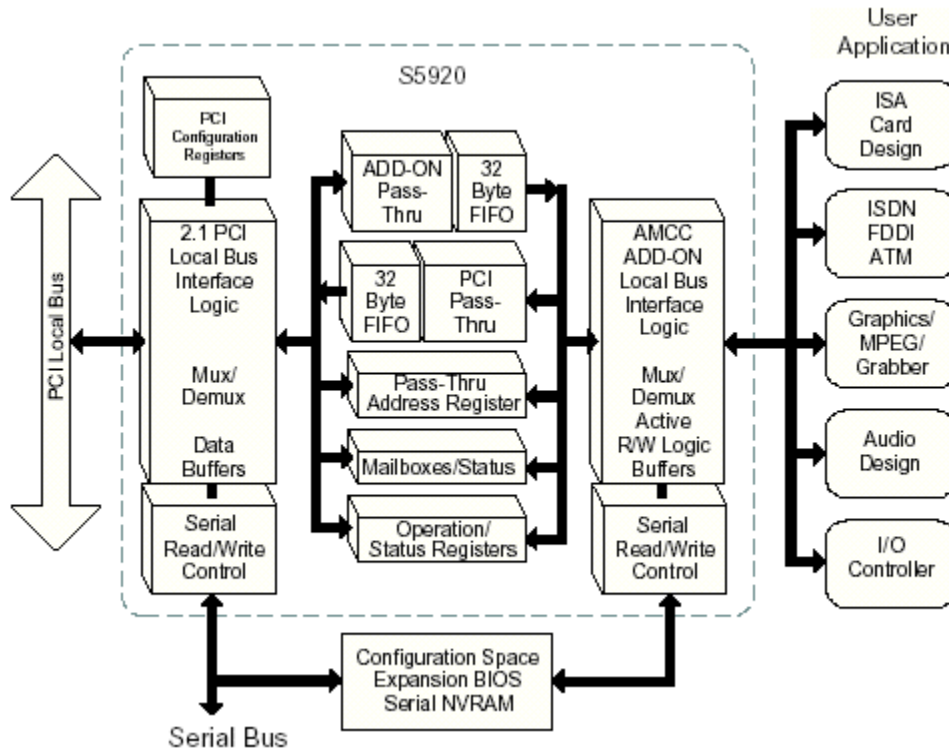 User
Application
S5920
PCI
Configuration
Registers
PCI Local Bus
2.1 PCI
Local Bus
Interface
Logic
Mux/
Demux
Data
Buffers
Serial
Read/Write
Control
ADD-ON
Pass-
Thru
32
Byte
FIFO
32
Byte
FIFO
PCI
Pass-
Thru
Pass-Thru
Address Register
Mailboxes/Status
Operation/
Status Registers
AMCC
ADD-ON
Local Bus
Interface
Logic
Mux/
Demux
Active
R/W Logic
Buffers
Serial
Read/Write
Control
ISA
Card
Design
ISDN
FDDI
ATM
Graphics/
MPEG/
Grabber
Audio
Design
I/O
Controller
Configuration Space
Expansion BIOS
Serial NVRAM
Serial Bus